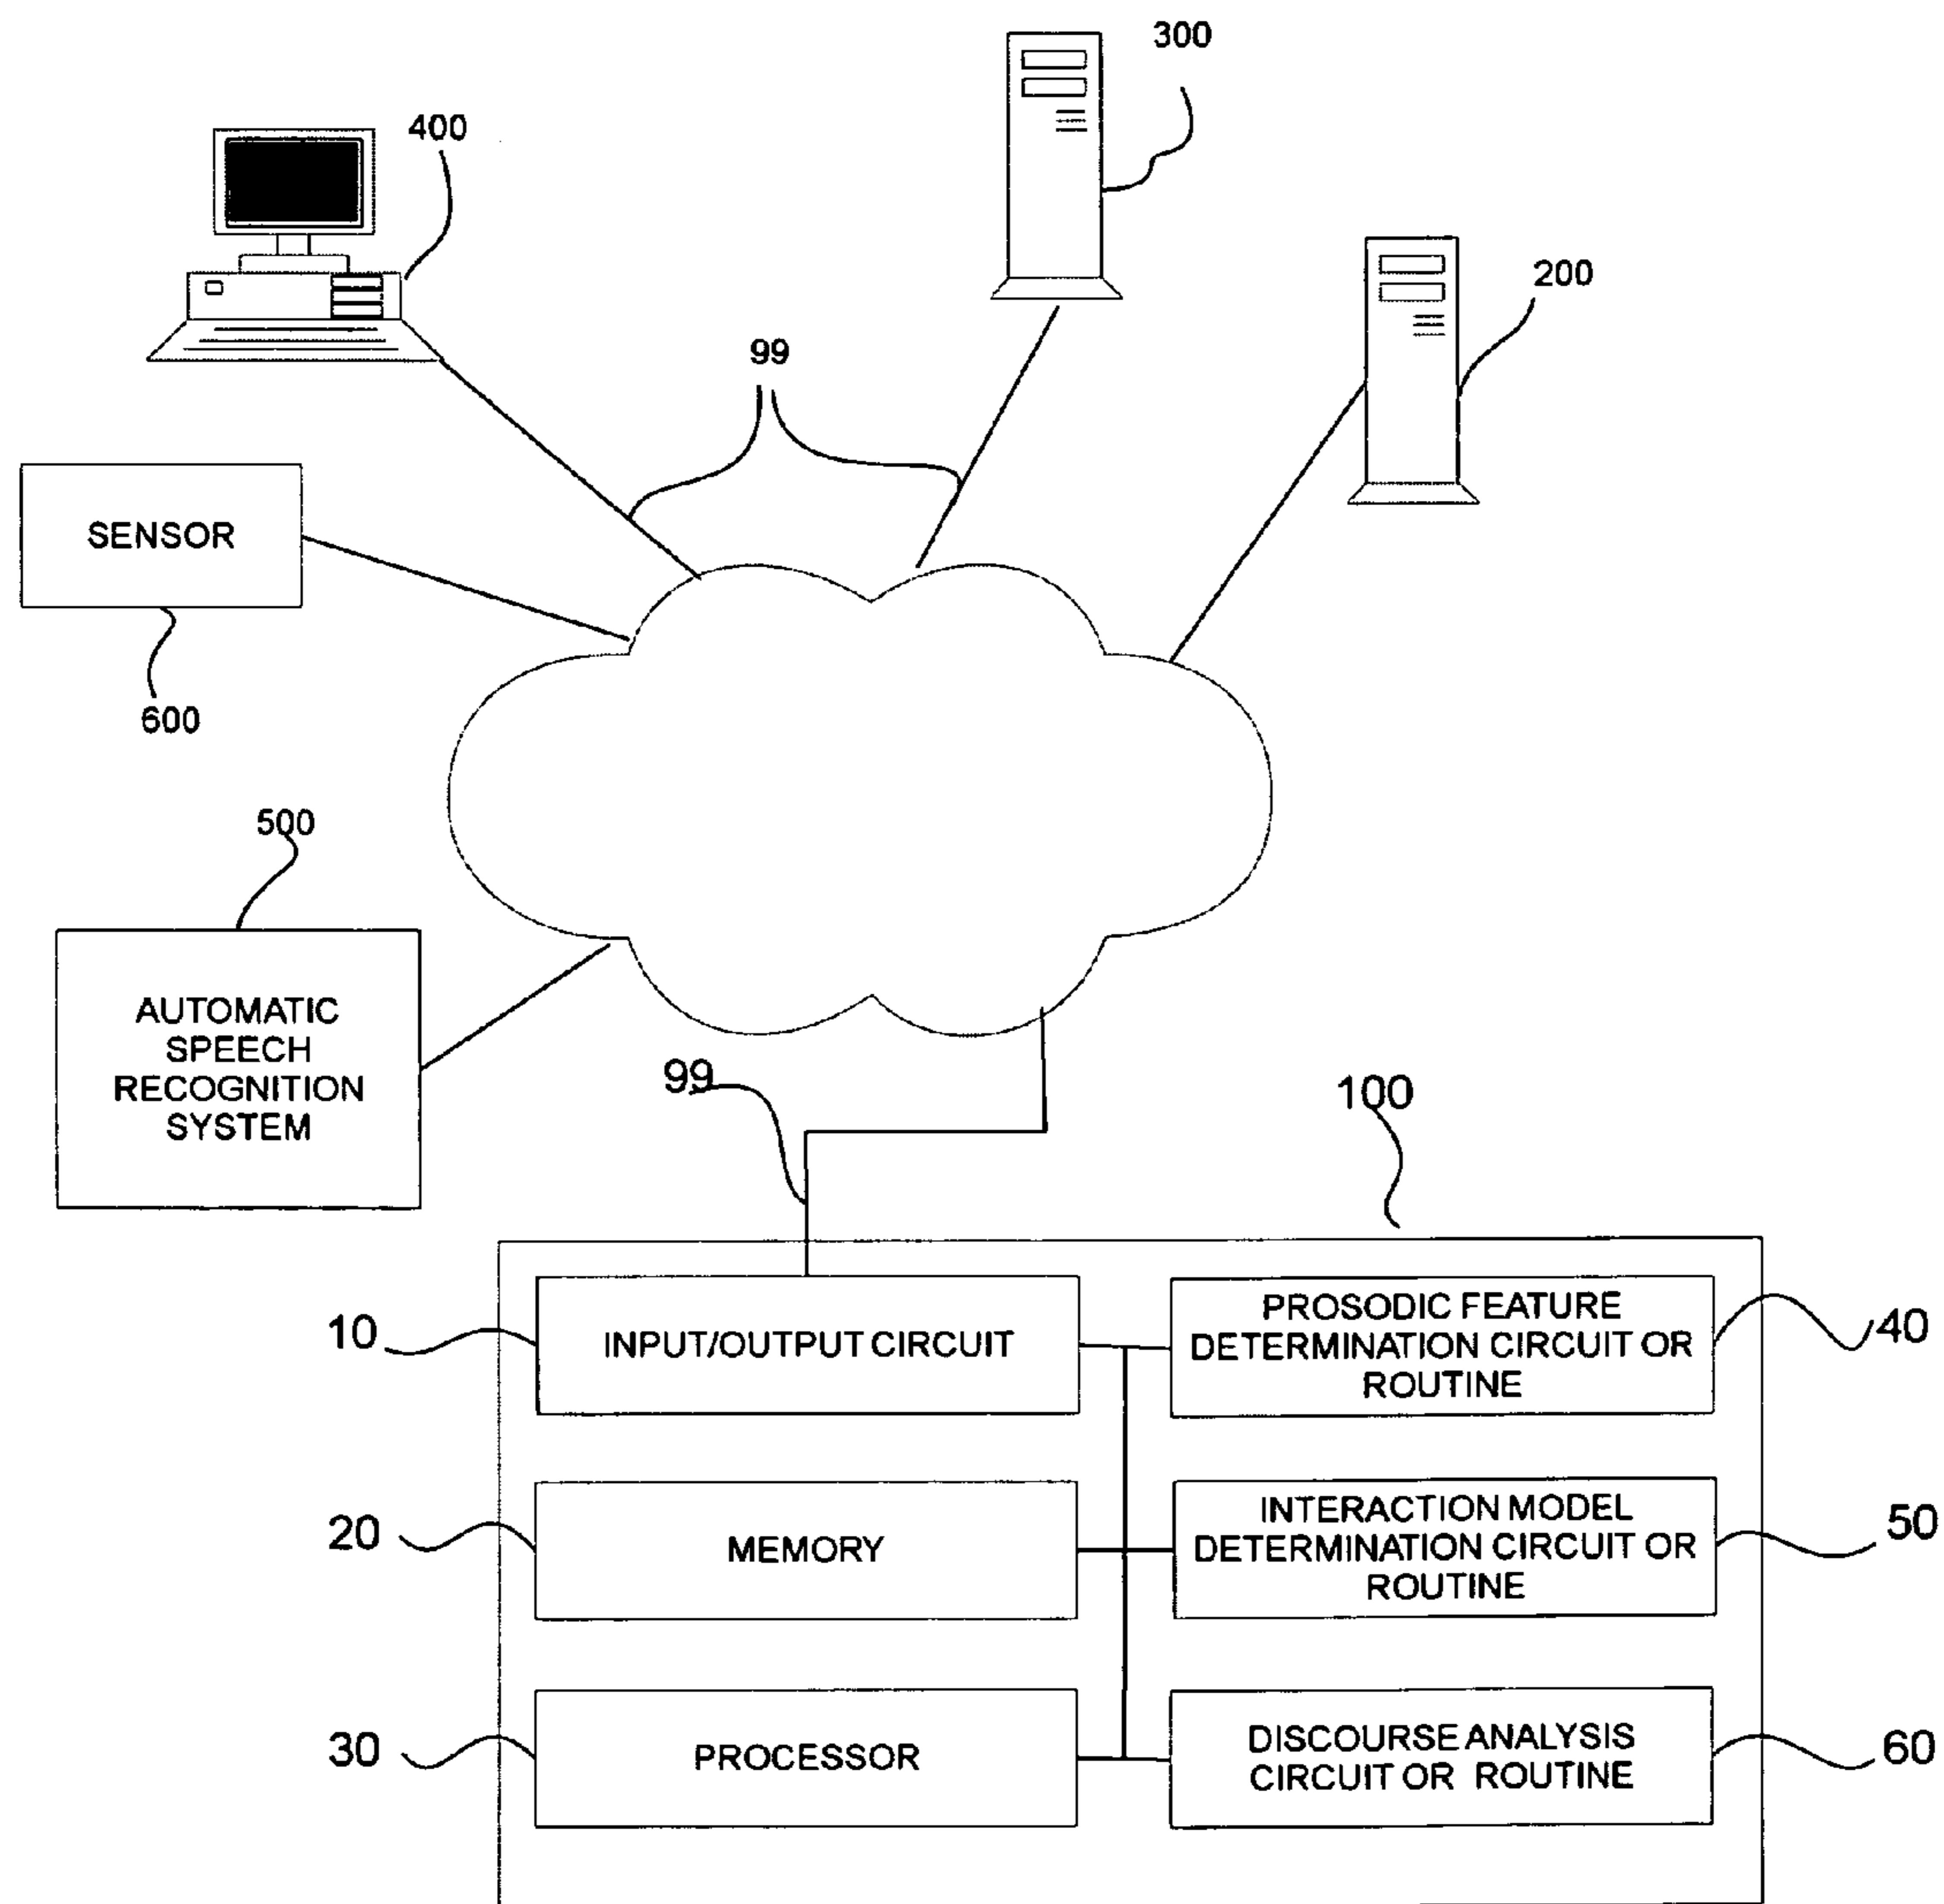 300
400
200
99
SENSOR
600
500
AUTOMATIC
SPEECH
RECOGNITION
SYSTEM
99
100
10
INPUT/OUTPUT CIRCUIT
PROSODIC FEATURE
DETERMINATION CIRCUIT OR
ROUTINE
40
20
MEMORY
INTERACTION MODEL
DETERMINATION CIRCUIT OR
ROUTINE
50
30
PROCESSOR
DISCOURSE ANALYSIS
CIRCUIT OR ROUTINE
60